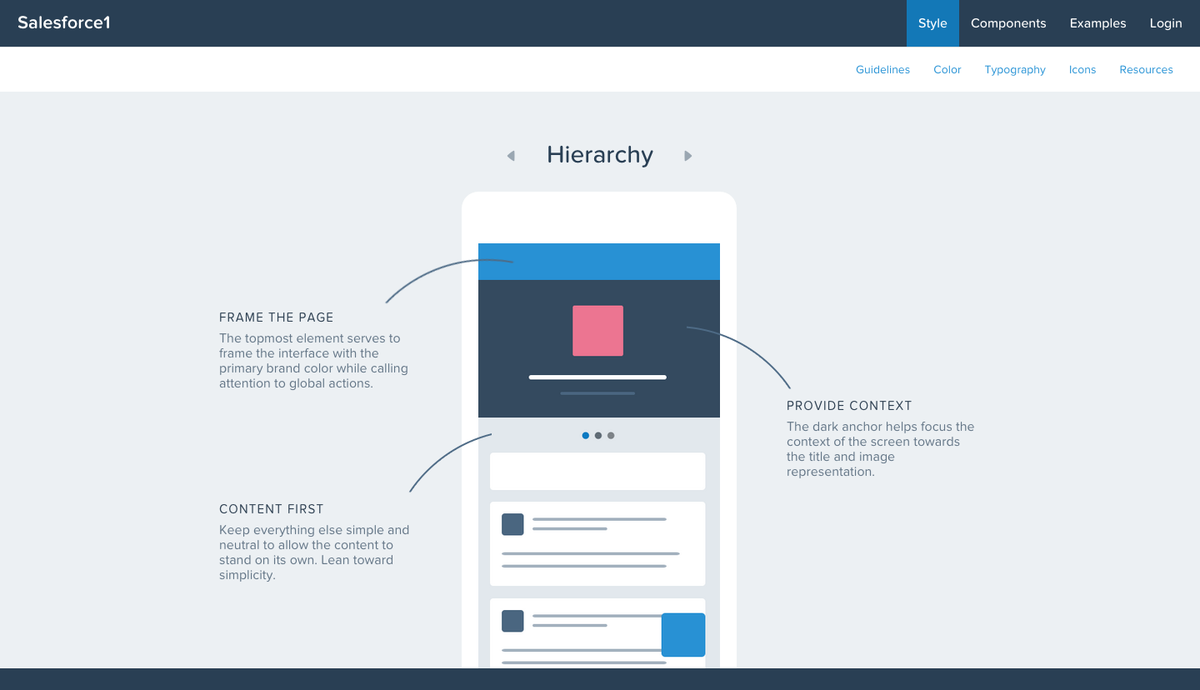 Salesforce1
Style Components Examples Login
Guidelines Color Typography Icons Resources
Hierarchy
FRAME THE PAGE
The topmost element serves to
frame the interface with the
primary brand color while calling
attention to global actions.
PROVIDE CONTEXT
The dark anchor helps focus the
context of the screen towards
the title and image
representation.
CONTENT FIRST
Keep everything else simple and
neutral to allow the content to
stand on its own. Lean toward
simplicity.